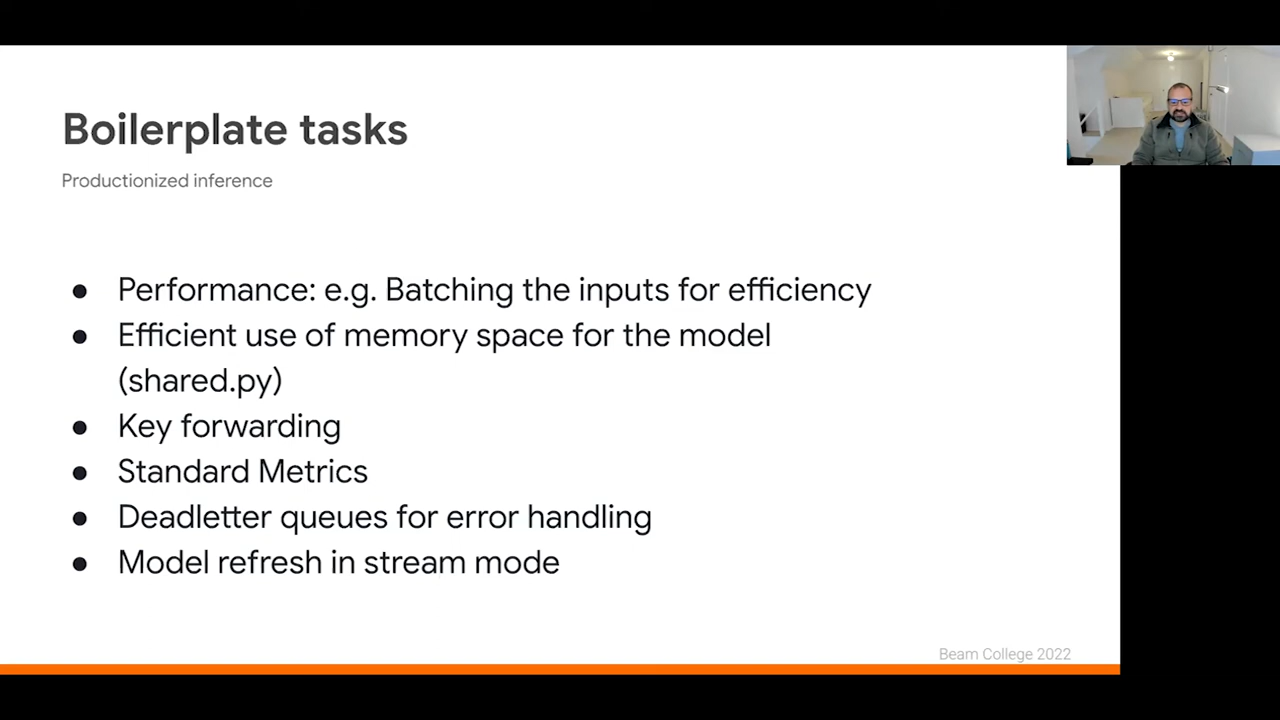 Boilerplate tasks
Productionized inference
● Performance: e.g. Batching the inputs for efficiency
● Efficient use of memory space for the model
(shared.py)
● Key forwarding
● Standard Metrics
● Deadletter queues for error handling
● Model refresh in stream mode
Beam College 2022